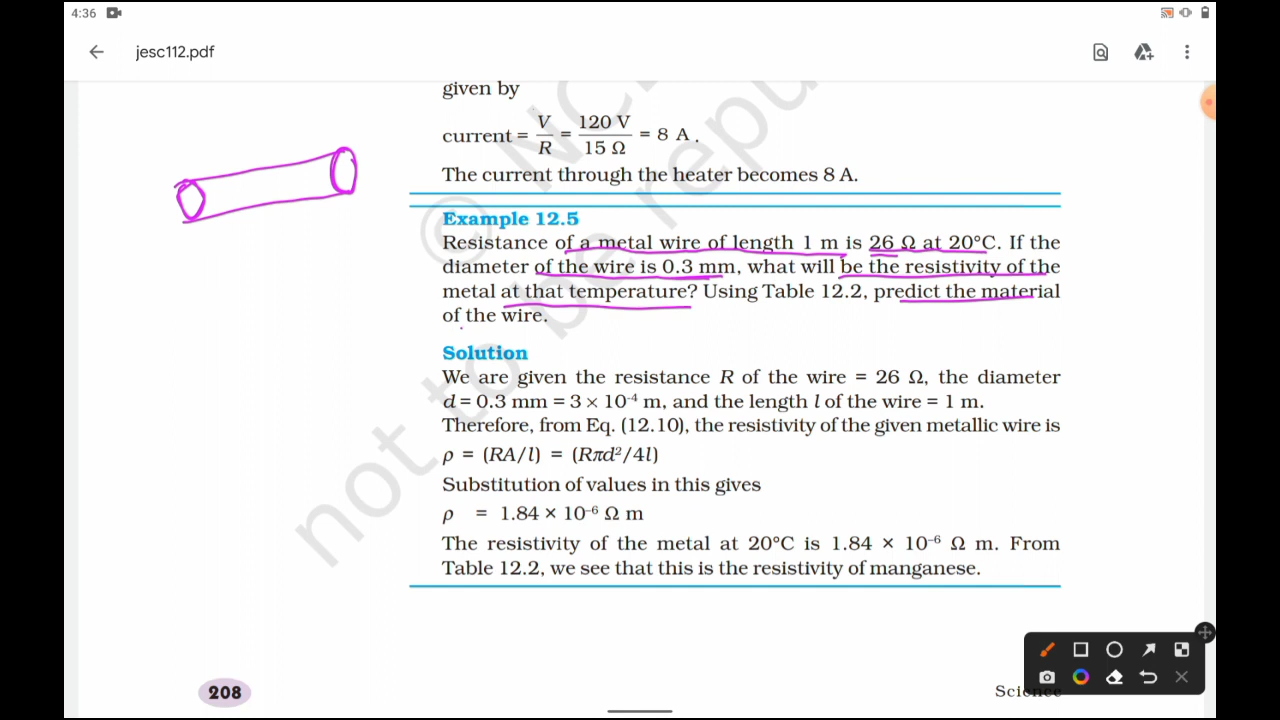 4:36
jesc112.pdf
given by
current = V/R = 120 V/15 Ω = 8 A .
The current through the heater becomes 8 A.
Example 12.5
Resistance of a metal wire of length 1 m is 26 Ω at 20°C. If the
diameter of the wire is 0.3 mm, what will be the resistivity of the
metal at that temperature? Using Table 12.2, predict the material
of the wire.
Solution
We are given the resistance R of the wire = 26 Ω, the diameter
d = 0.3 mm = 3 × 10⁻⁴ m, and the length l of the wire = 1 m.
Therefore, from Eq. (12.10), the resistivity of the given metallic wire is
ρ = (RA/l) = (Rπd²/4l)
Substitution of values in this gives
ρ = 1.84 × 10⁻⁶ Ω m
The resistivity of the metal at 20°C is 1.84 × 10⁻⁶ Ω m. From
Table 12.2, we see that this is the resistivity of manganese.
208
Science
© NC
not to be repu